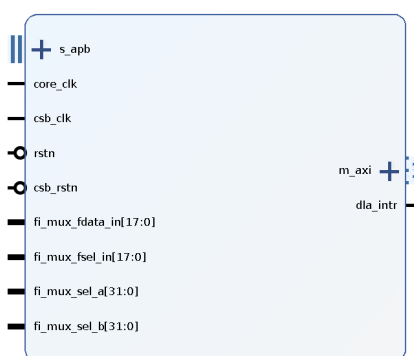 s_apb
core_clk
csb_clk
rstn
csb_rstn
fi_mux_fdata_in[17:0]
fi_mux_fsel_in[17:0]
fi_mux_sel_a[31:0]
fi_mux_sel_b[31:0]
m_axi
dla_intr